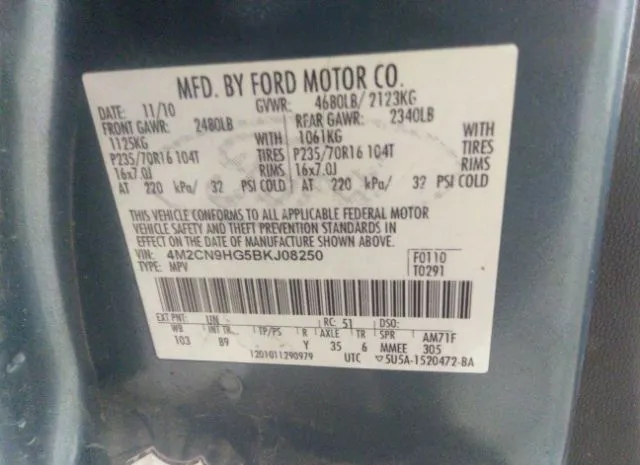 MFD. BY FORD MOTOR CO.
DATE: 11/10 GVWR: 4680LB/ 2123KG
FRONT GAWR: 2480LB REAR GAWR: 2340LB
1125KG 1061KG
P235/70R16 104T TIRES P235/70R16 104T TIRES
16x7.0J RIMS 16x7.0J RIMS
AT 220 kPa/ 32 PSI COLD AT 220 kPa/ 32 PSI COLD
THIS VEHICLE CONFORMS TO ALL APPLICABLE FEDERAL MOTOR
VEHICLE SAFETY AND THEFT PREVENTION STANDARDS IN
EFFECT ON THE DATE OF MANUFACTURE SHOWN ABOVE.
VIN: 4M2CN9HG5BKJ08250 F0110
TYPE: MPV T0291
EXT PNT: UN RC: 51 DSO:
WB INT TR TP/PS R AXLE TR SPR AM71F
103 B9 Y 35 6 MMEE 305
1201011290979 UTC 5U5A-1520472-BA